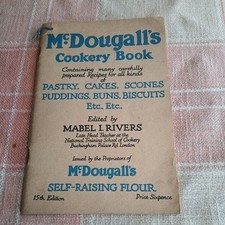 McDougall's
Cookery Book
Containing many carefully
prepared Recipes for all kinds
of
PASTRY, CAKES, SCONES
PUDDINGS, BUNS, BISCUITS
Etc., Etc.
Edited by
MABEL I. RIVERS
Late Head Teacher at the
National Training School of Cookery
Buckingham Palace Rd. London.
Issued by the Proprietors of
McDougall's
SELF-RAISING FLOUR
15th. Edition
Price Sixpence